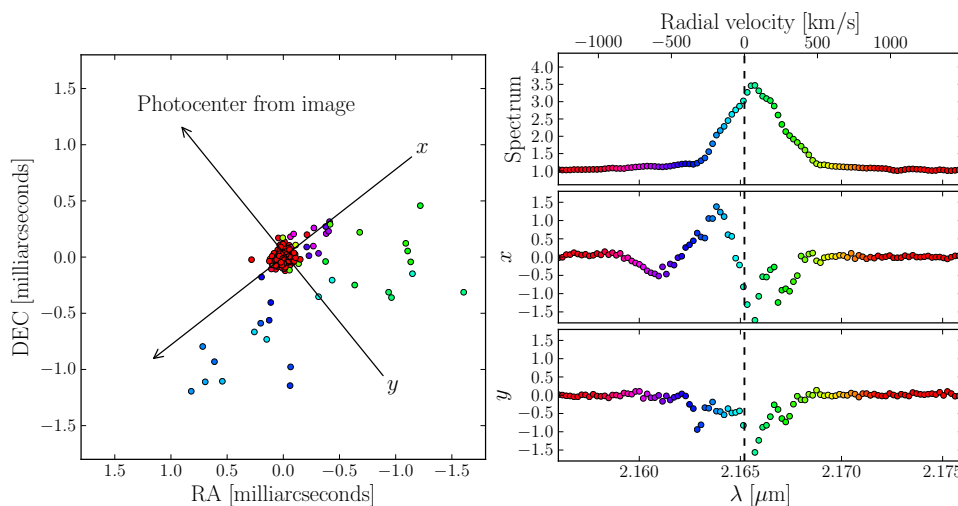 Photocenter from image
x
y
DEC [milliarcseconds]
1.5
1.0
0.5
0.0
−0.5
−1.0
−1.5
1.5 1.0 0.5 0.0 −0.5 −1.0 −1.5
RA [milliarcseconds]
Radial velocity [km/s]
−1000 −500 0 500 1000
Spectrum
4.0
3.5
3.0
2.5
2.0
1.5
1.0
x
1.5
1.0
0.5
0.0
−0.5
−1.0
−1.5
y
1.5
1.0
0.5
0.0
−0.5
−1.0
−1.5
2.160 2.165 2.170 2.175
λ [μm]